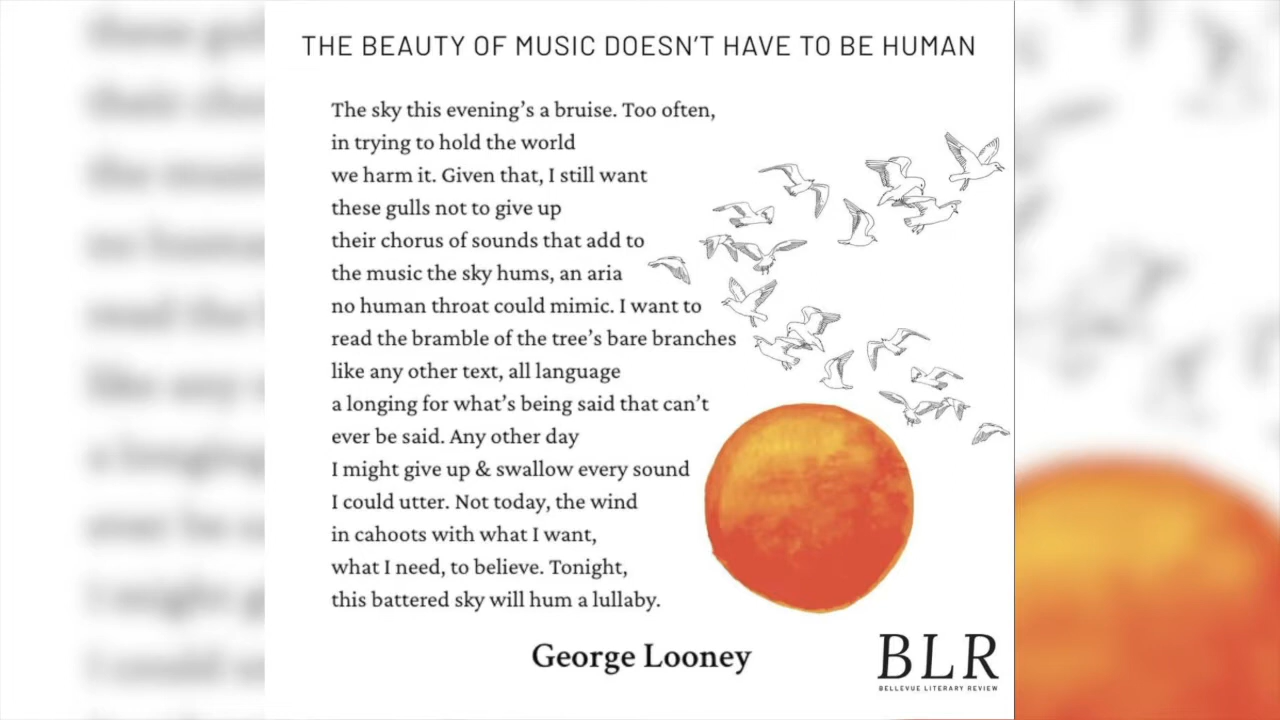 THE BEAUTY OF MUSIC DOESN'T HAVE TO BE HUMAN
The sky this evening's a bruise. Too often,
in trying to hold the world
we harm it. Given that, I still want
these gulls not to give up
their chorus of sounds that add to
the music the sky hums, an aria
no human throat could mimic. I want to
read the bramble of the tree's bare branches
like any other text, all language
a longing for what's being said that can't
ever be said. Any other day
I might give up & swallow every sound
I could utter. Not today, the wind
in cahoots with what I want,
what I need, to believe. Tonight,
this battered sky will hum a lullaby.
George Looney
BLR
BELLEVUE LITERARY REVIEW